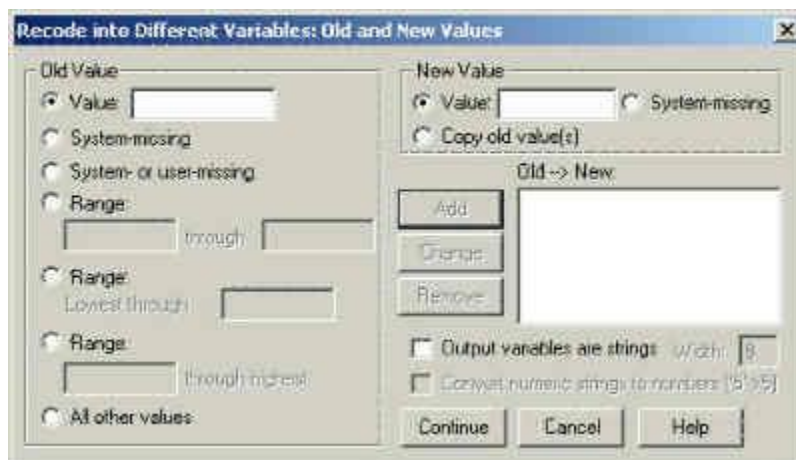 Recode into Different Variables: Old and New Values
Old Value
Value:
System-missing
System- or user-missing
Range:
through
Range:
Lowest through
Range:
through highest
All other values
New Value
Value:
System-missing
Copy old value(s)
Old --> New:
Add
Change
Remove
Output variables are strings
Width: 8
Convert numeric strings to numbers ('5'->5)
Continue
Cancel
Help